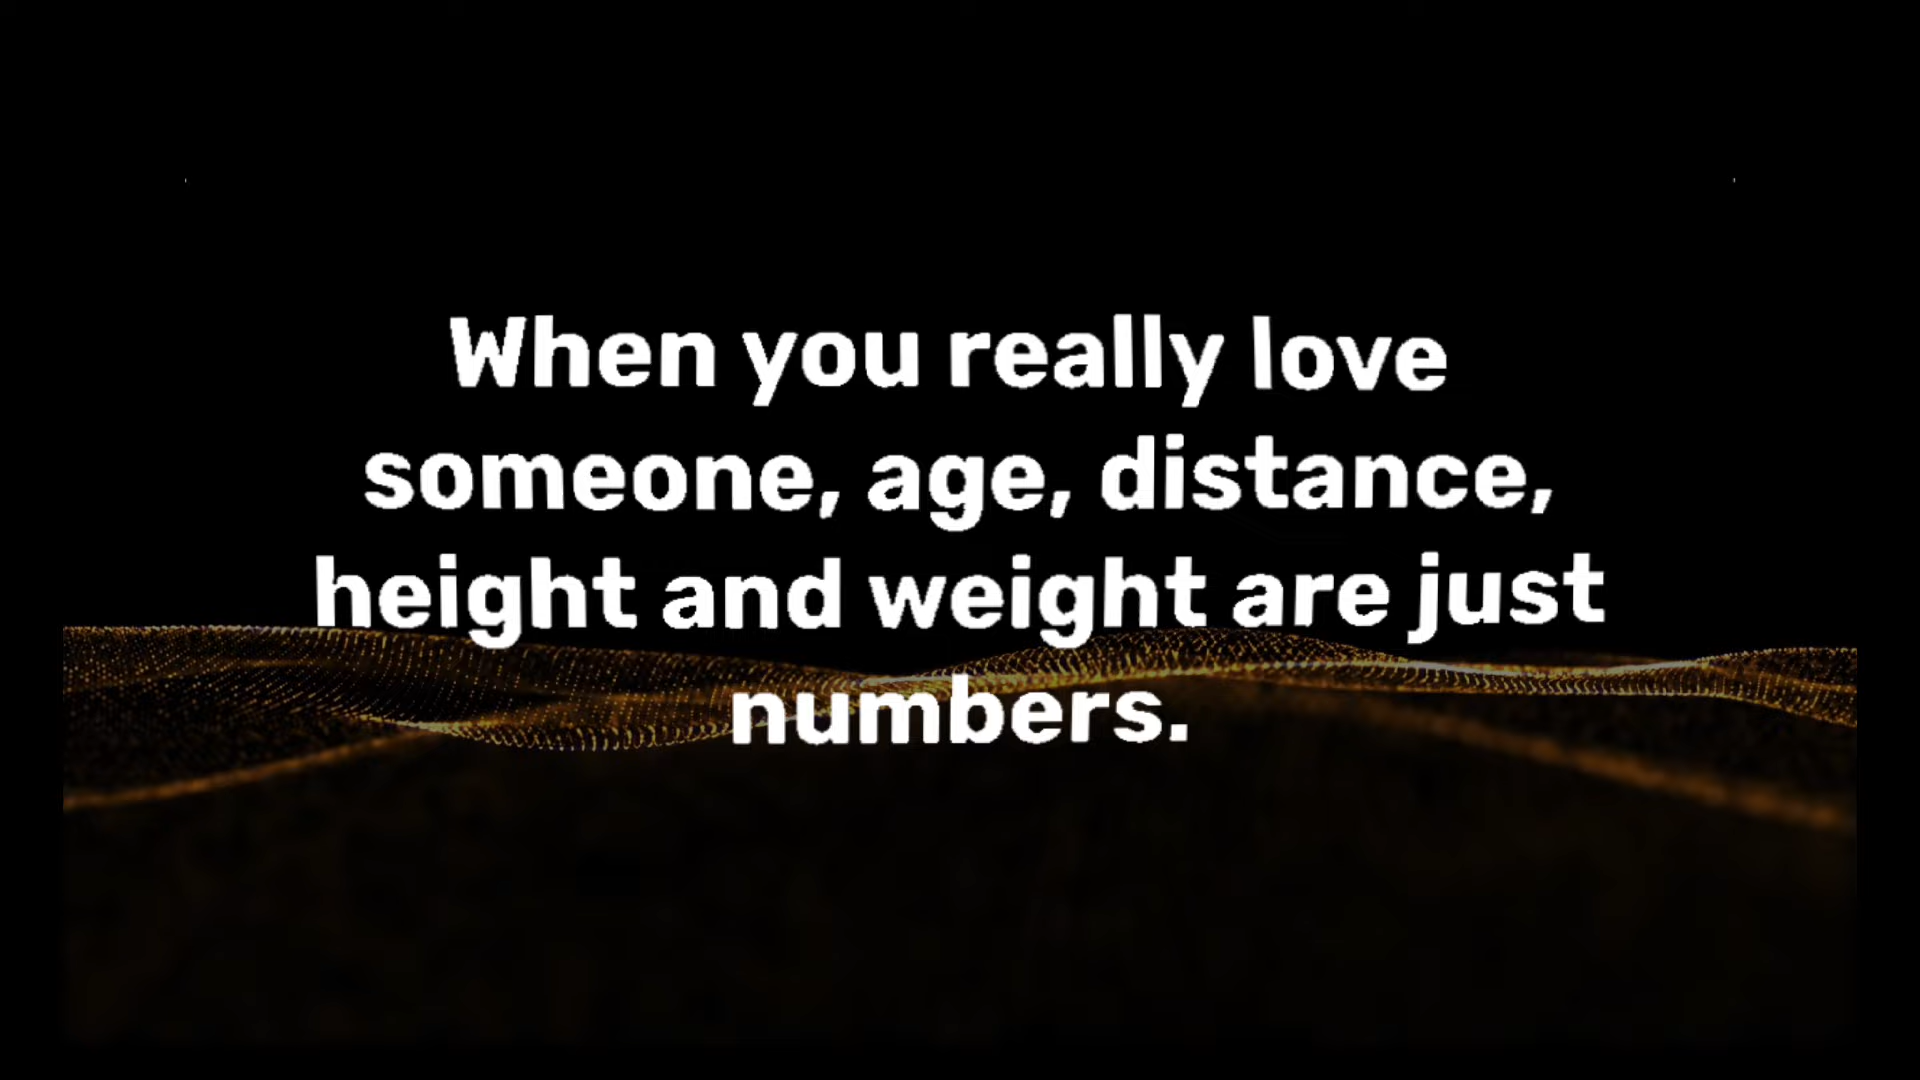 When you really love
someone, age, distance,
height and weight are just
numbers.